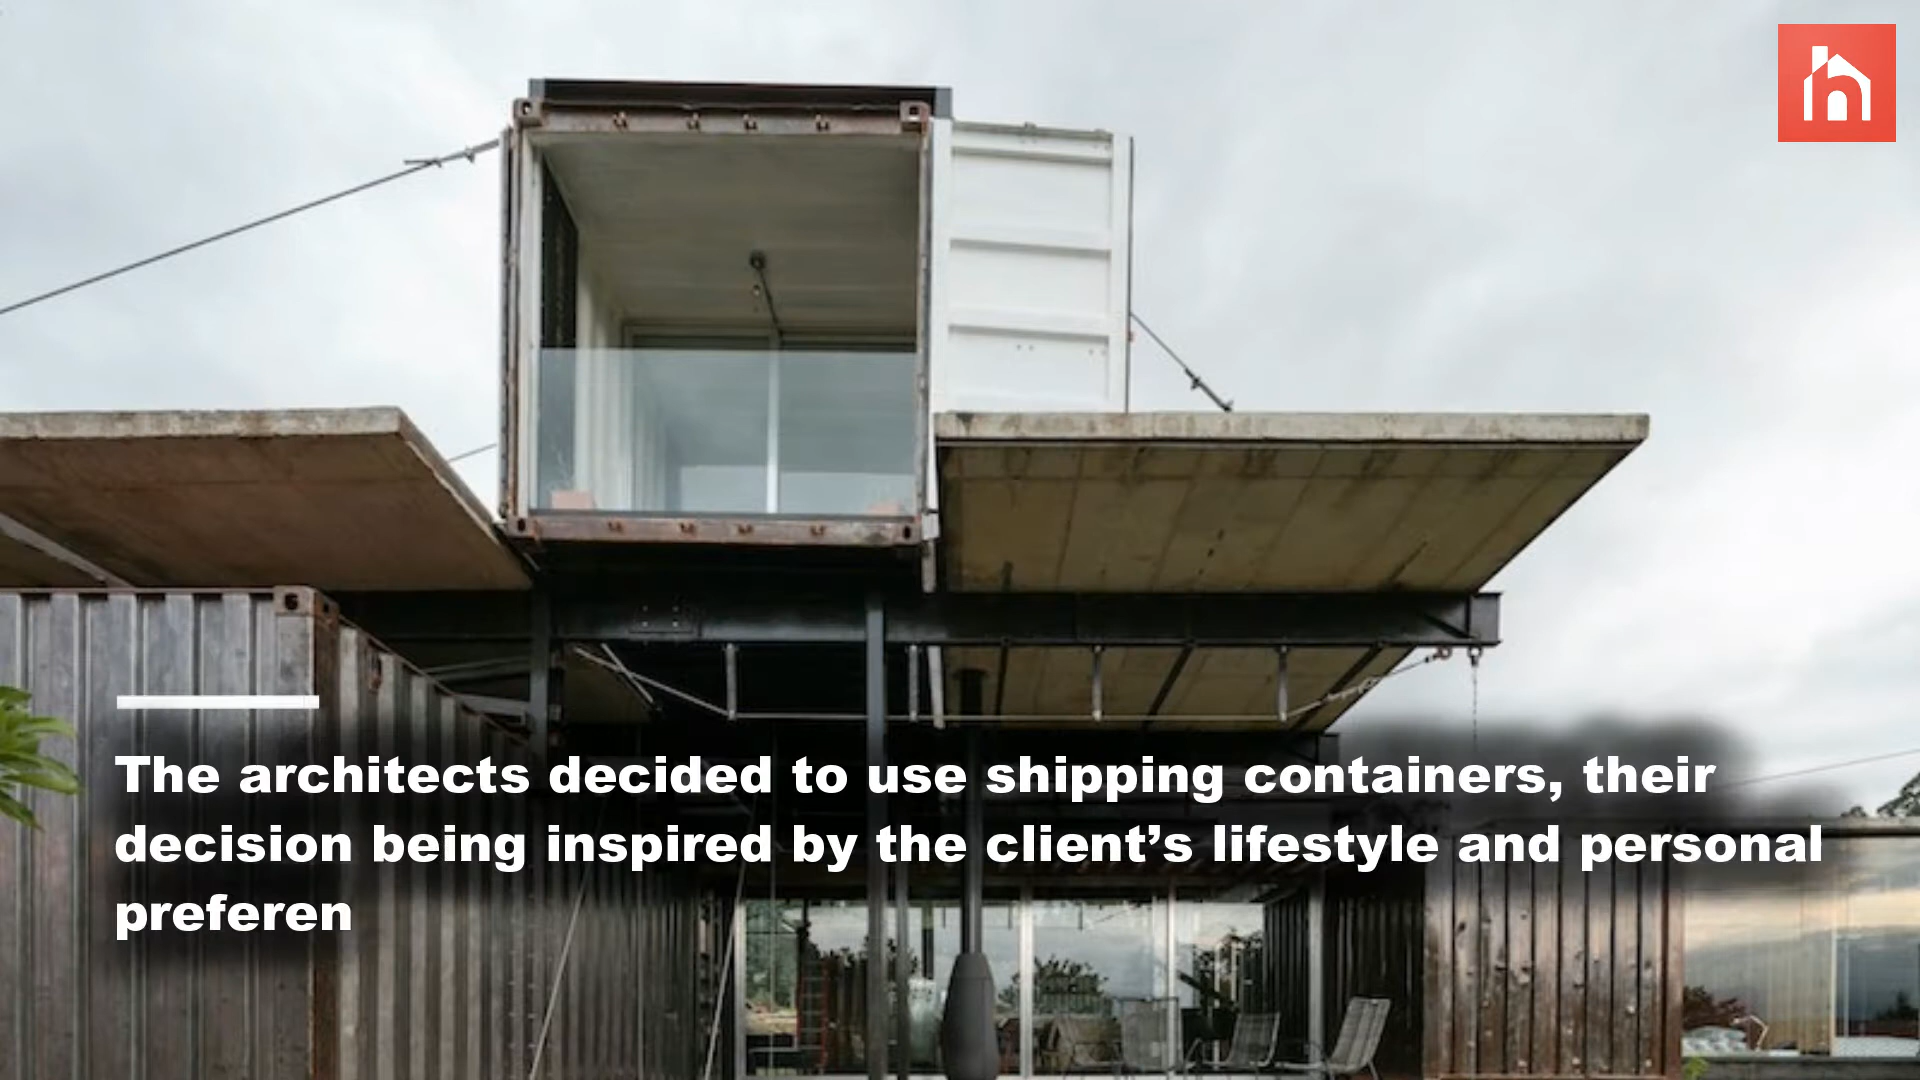 The architects decided to use shipping containers, their
decision being inspired by the client’s lifestyle and personal
preferen